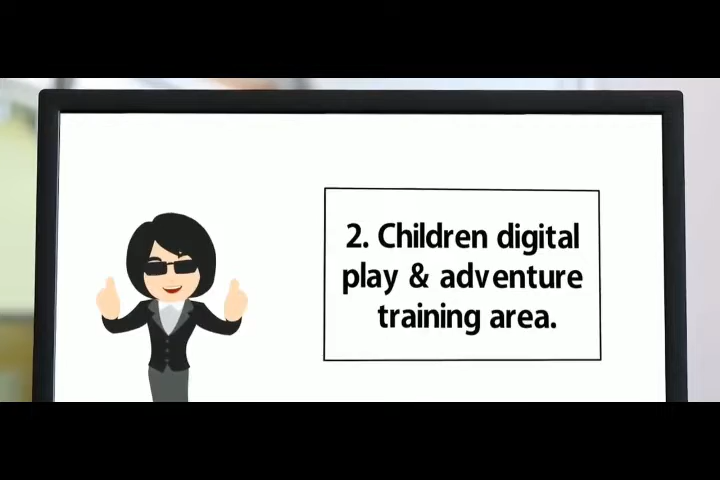 2. Children digital
play & adventure
training area.